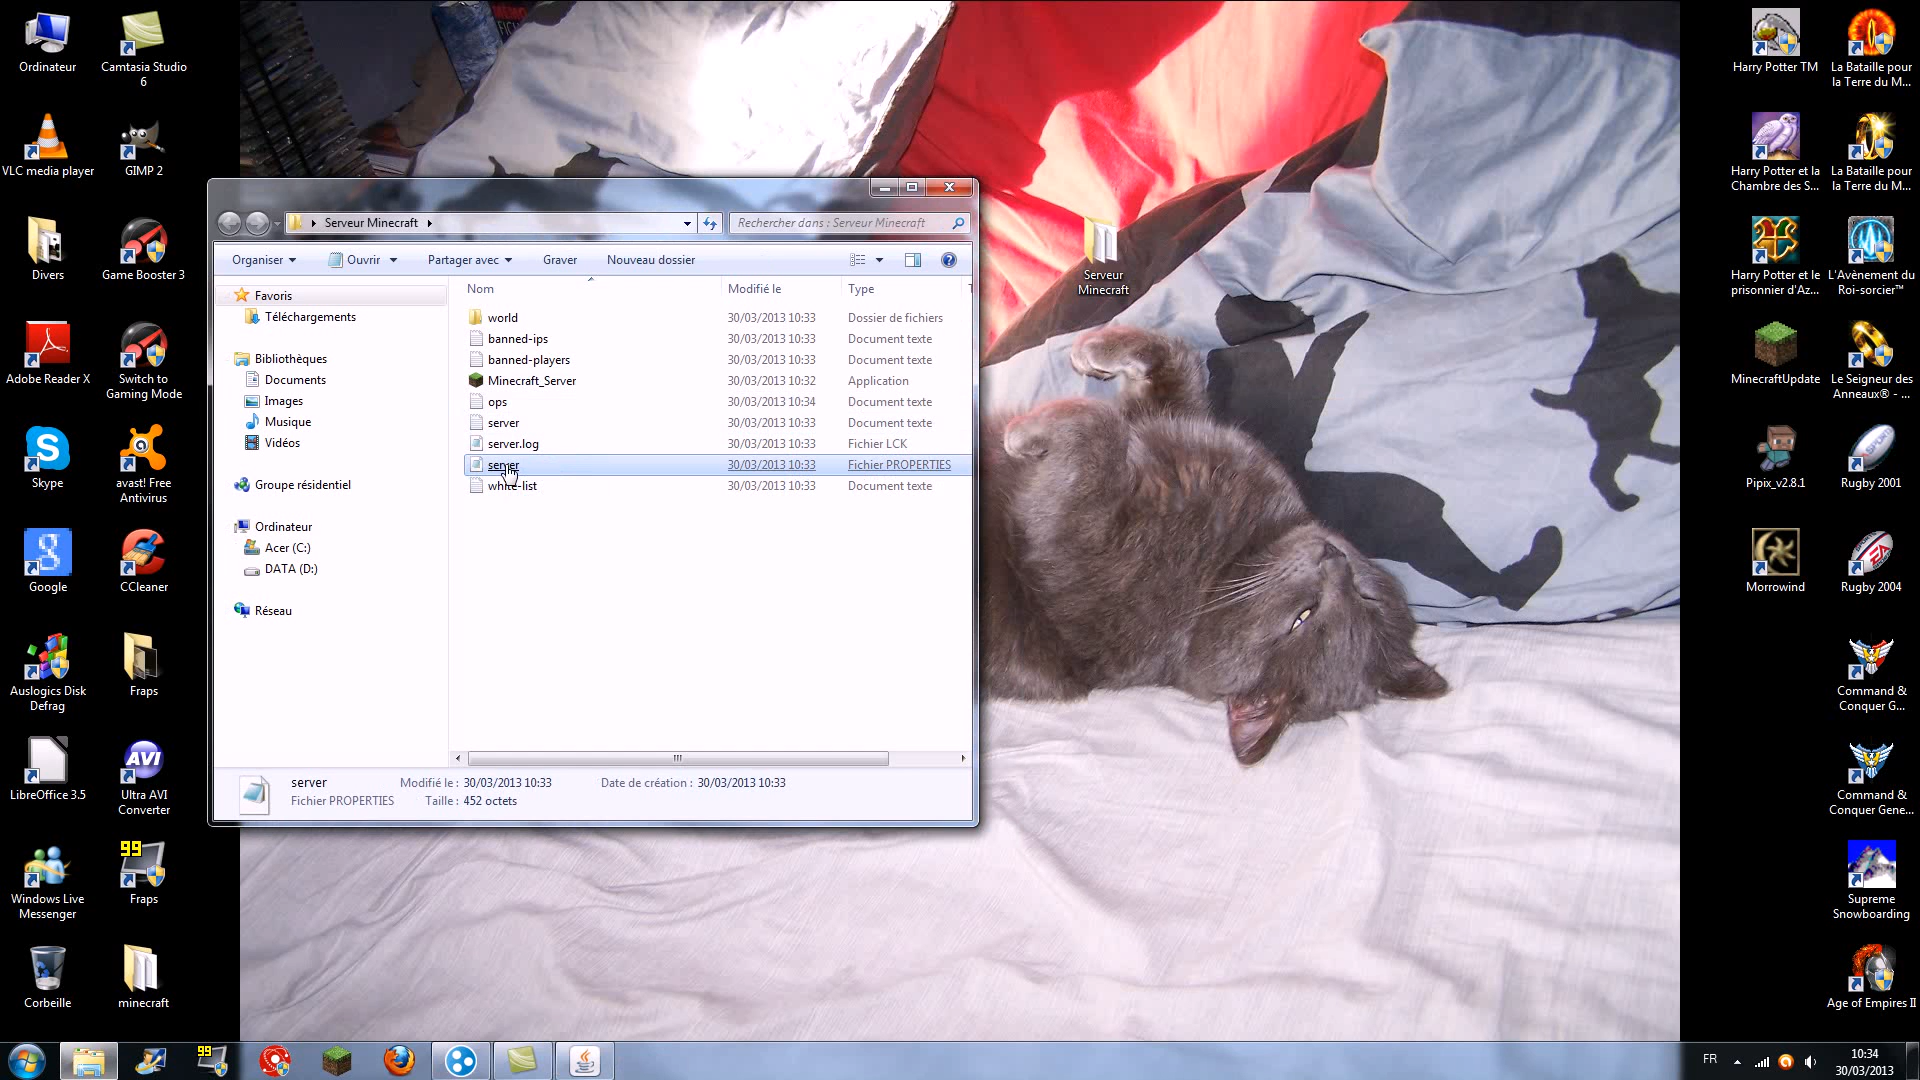 Ordinateur
Camtasia Studio
6
VLC media player
GIMP 2
Divers
Game Booster 3
Adobe Reader X
Switch to
Gaming Mode
Skype
avast! Free
Antivirus
Google
CCleaner
Auslogics Disk
Defrag
Fraps
LibreOffice 3.5
AVI
Ultra AVI
Converter
Windows Live
Messenger
99
Fraps
Corbeille
minecraft
Serveur Minecraft
Rechercher dans : Serveur Minecraft
Organiser
Ouvrir
Partager avec
Graver
Nouveau dossier
Favoris
Téléchargements
Bibliothèques
Documents
Images
Musique
Vidéos
Groupe résidentiel
Ordinateur
Acer (C:)
DATA (D:)
Réseau
Nom Modifié le Type T
world 30/03/2013 10:33 Dossier de fichiers
banned-ips 30/03/2013 10:33 Document texte
banned-players 30/03/2013 10:33 Document texte
Minecraft_Server 30/03/2013 10:32 Application
ops 30/03/2013 10:34 Document texte
server 30/03/2013 10:33 Document texte
server.log 30/03/2013 10:33 Fichier LCK
server 30/03/2013 10:33 Fichier PROPERTIES
white-list 30/03/2013 10:33 Document texte
server Modifié le : 30/03/2013 10:33 Date de création : 30/03/2013 10:33
Fichier PROPERTIES Taille : 452 octets
Serveur
Minecraft
Harry Potter TM
La Bataille pour
la Terre du M...
Harry Potter et la
Chambre des S...
La Bataille pour
la Terre du M...
Harry Potter et le
prisonnier d'Az...
L'Avènement du
Roi-sorcier™
MinecraftUpdate
Le Seigneur des
Anneaux® - ...
Pipix_v2.8.1
Rugby 2001
Morrowind
Rugby 2004
Command &
Conquer G...
Command &
Conquer Gene...
Supreme
Snowboarding
Age of Empires II
99
FR
10:34
30/03/2013